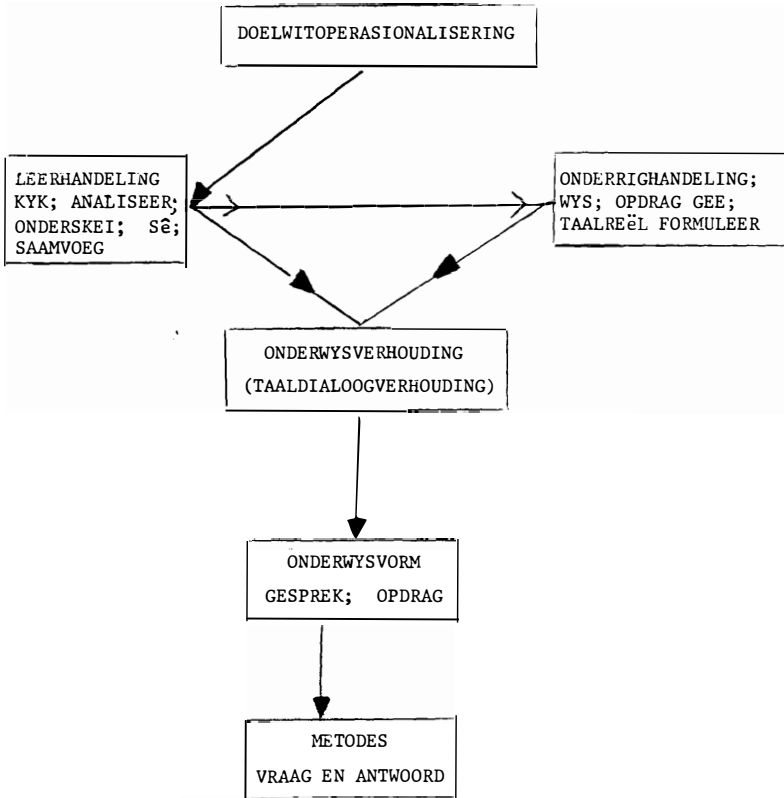 DOELWITOPERASIONALISERING
LEERHANDELING
KYK; ANALISEER;
ONDERSKEI; Sê;
SAAMVOEG
ONDERRIGHANDELING;
WYS; OPDRAG GEE;
TAALREëL FORMULEER
ONDERWYSVERHOUDING
(TAALDIALOOGVERHOUDING)
ONDERWYSVORM
GESPREK; OPDRAG
METODES
VRAAG EN ANTWOORD